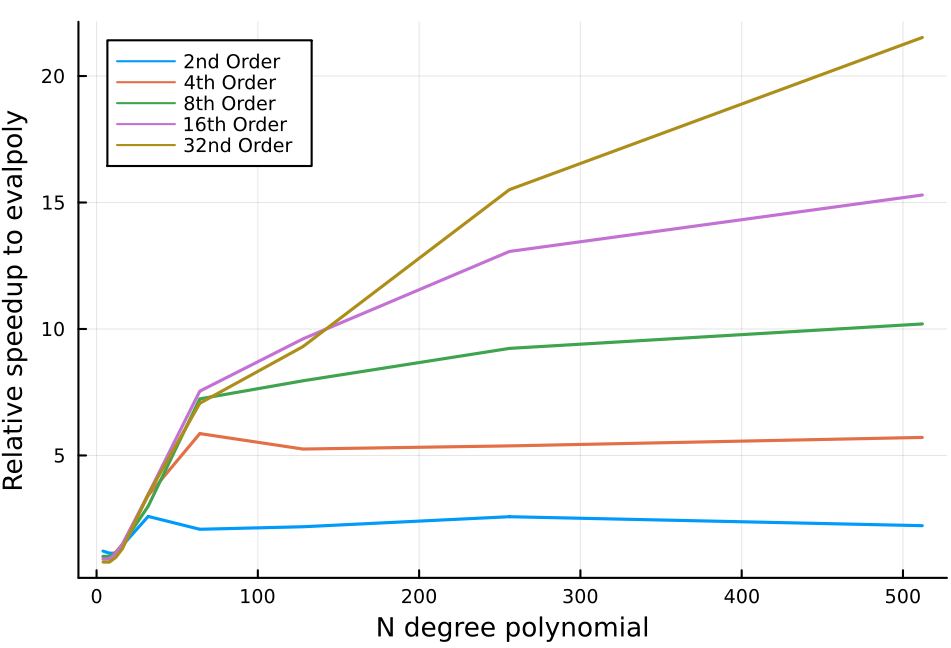 Relative speedup to evalpoly
20
15
10
5
2nd Order
4th Order
8th Order
16th Order
32nd Order
0 100 200 300 400 500
N degree polynomial